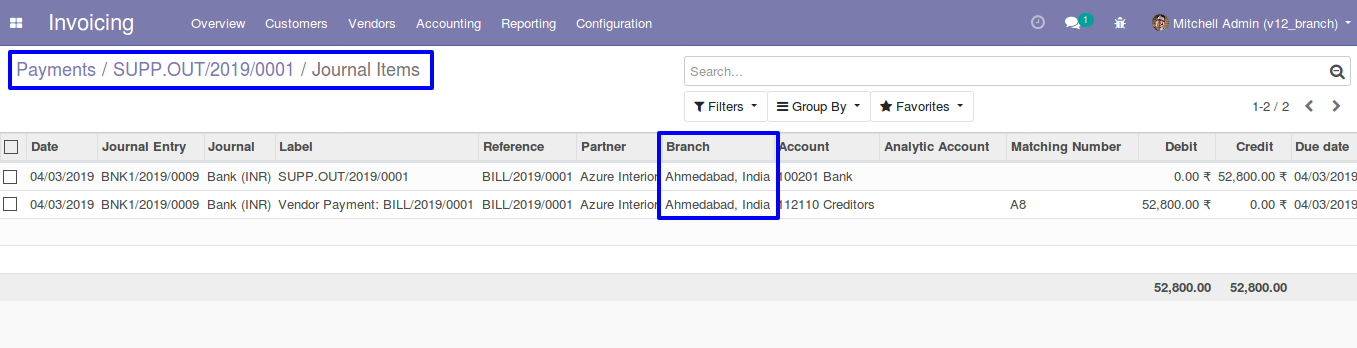 Invoicing Overview Customers Vendors Accounting Reporting Configuration 1 Mitchell Admin (v12_branch)
Payments / SUPP.OUT/2019/0001 / Journal Items
Search...
Filters Group By Favorites 1-2 / 2
Date Journal Entry Journal Label Reference Partner Branch Account Analytic Account Matching Number Debit Credit Due date
04/03/2019 BNK1/2019/0009 Bank (INR) SUPP.OUT/2019/0001 BILL/2019/0001 Azure Interior Ahmedabad, India 100201 Bank 0.00 ₹ 52,800.00 ₹ 04/03/2019
04/03/2019 BNK1/2019/0009 Bank (INR) Vendor Payment: BILL/2019/0001 BILL/2019/0001 Azure Interior Ahmedabad, India 112110 Creditors A8 52,800.00 ₹ 0.00 ₹ 04/03/2019
52,800.00 52,800.00